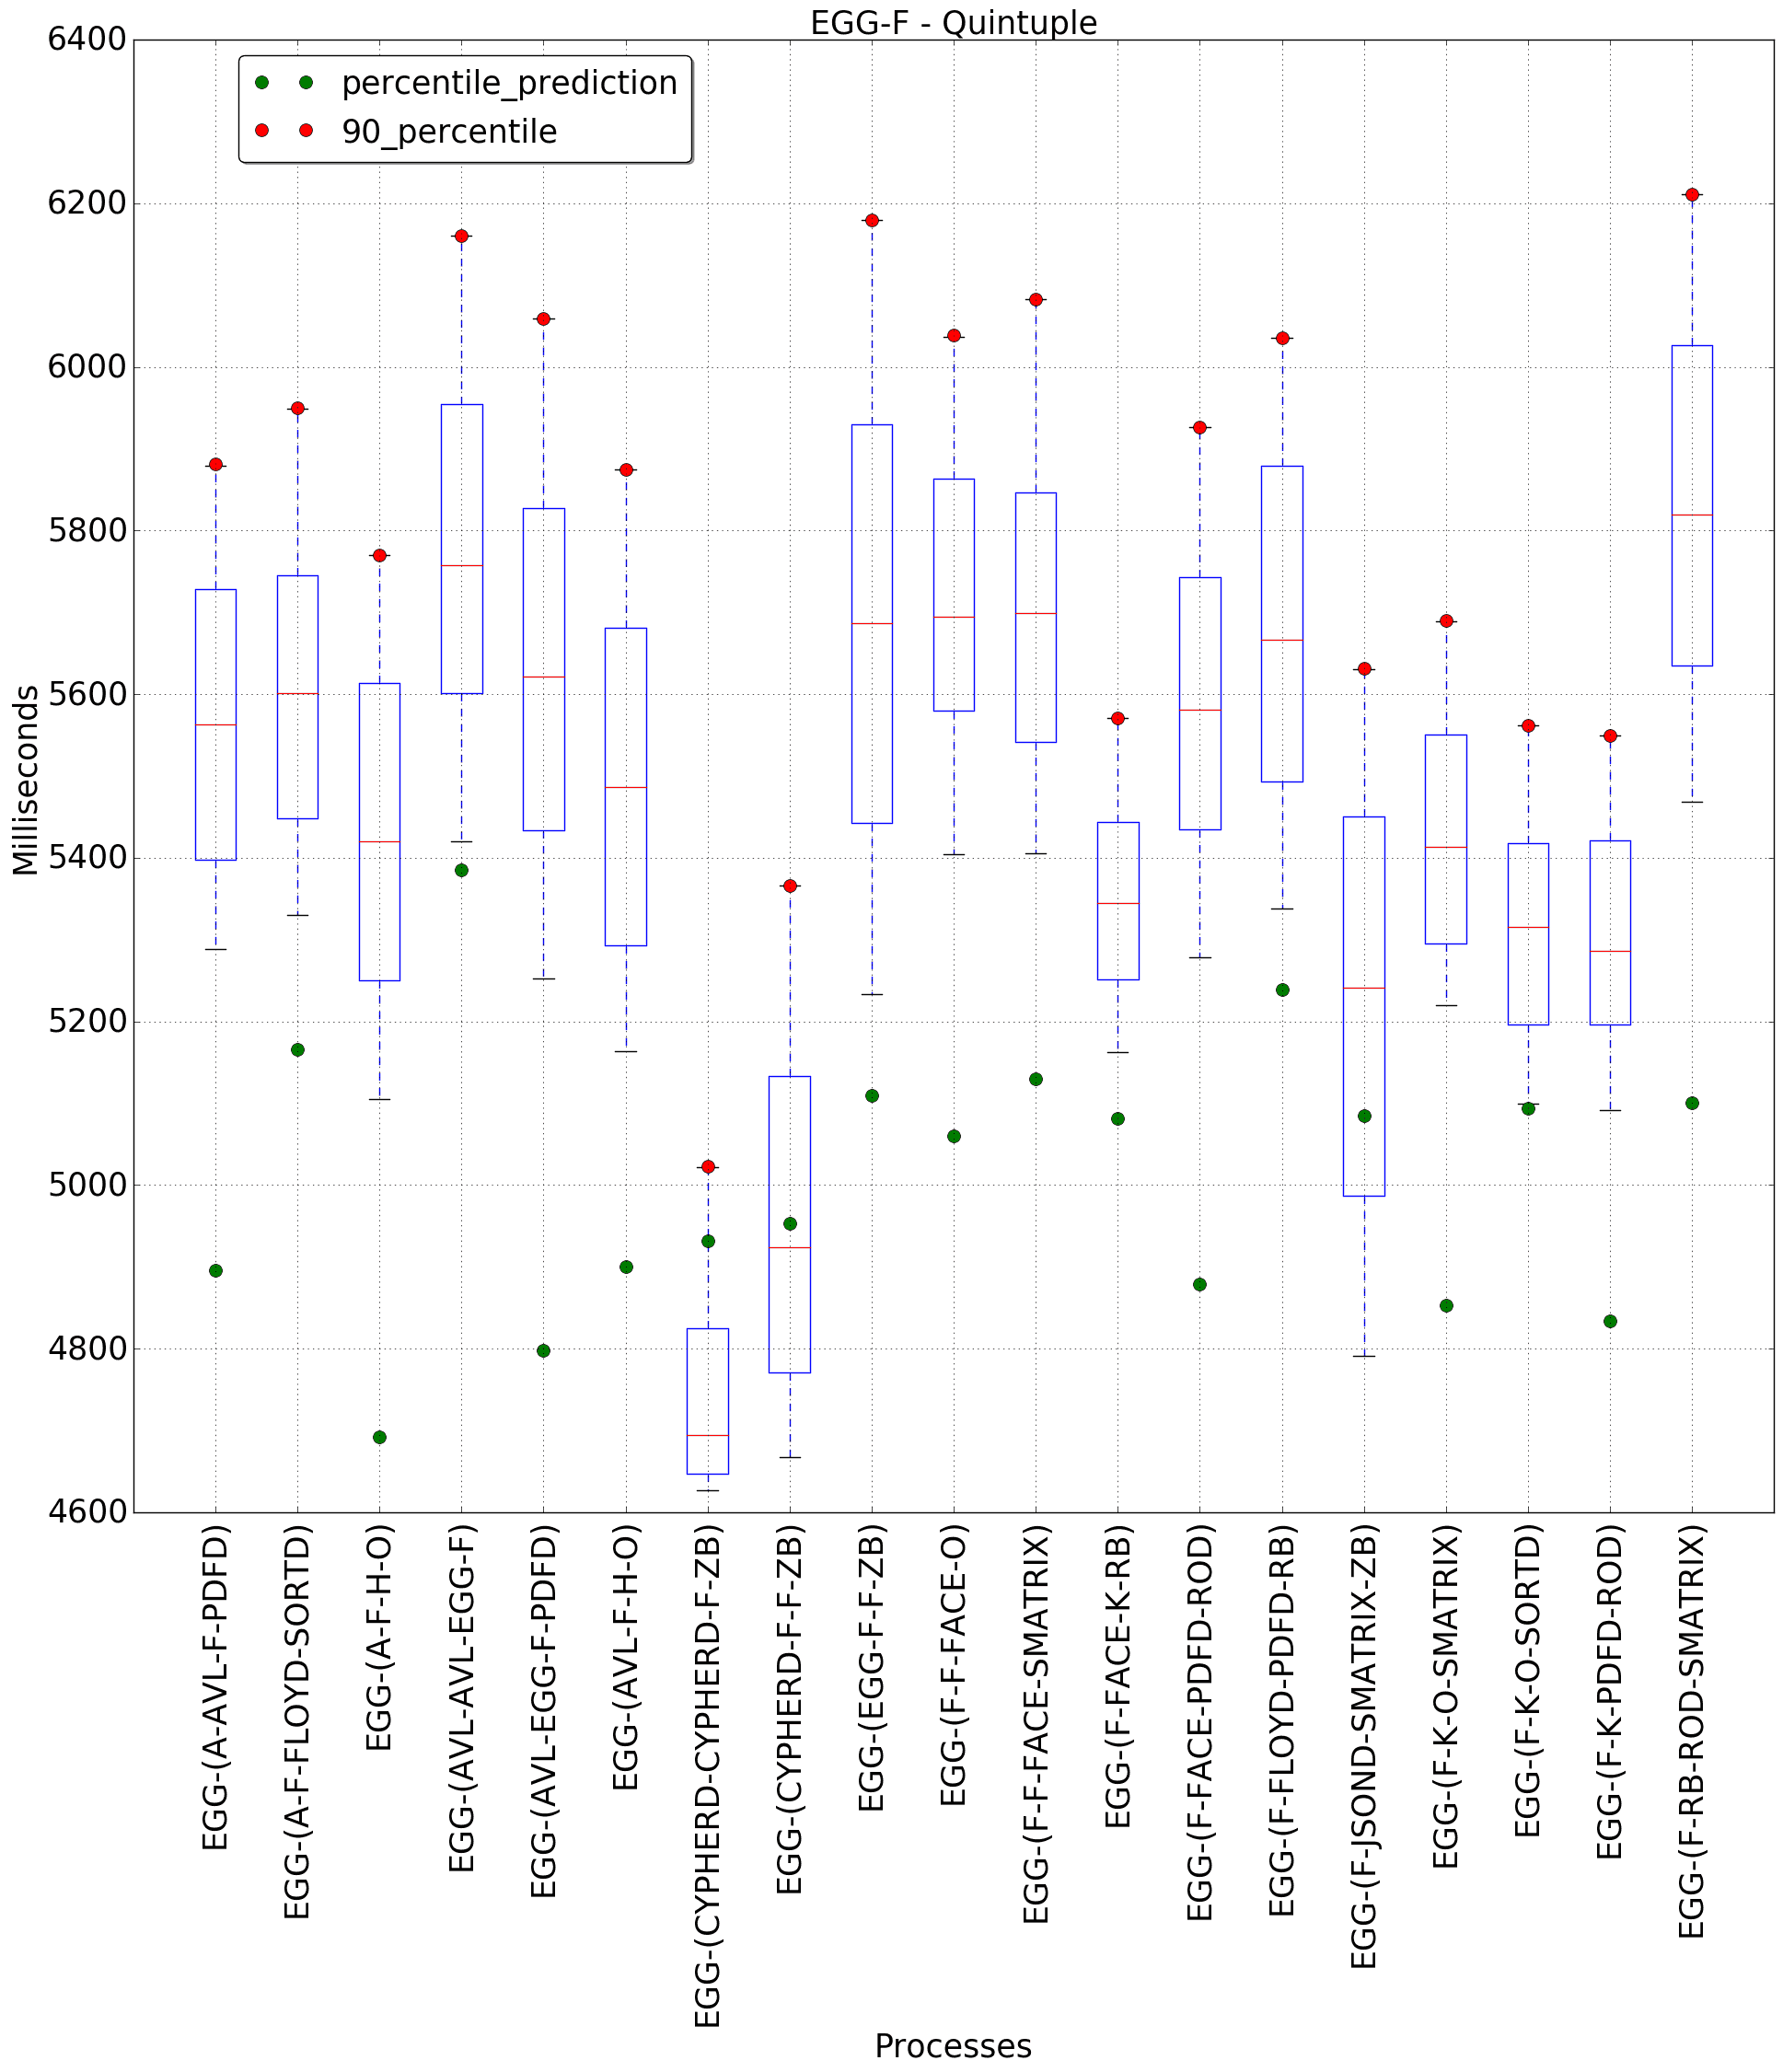 EGG-F - Quintuple
percentile_prediction
90_percentile
6400
6200
6000
5800
5600
5400
5200
5000
4800
4600
Milliseconds
EGG-(A-AVL-F-PDFD)
EGG-(A-F-FLOYD-SORTD)
EGG-(A-F-H-O)
EGG-(AVL-AVL-EGG-F)
EGG-(AVL-EGG-F-PDFD)
EGG-(AVL-F-H-O)
EGG-(CYPHERD-CYPHERD-F-ZB)
EGG-(CYPHERD-F-F-ZB)
EGG-(EGG-F-F-ZB)
EGG-(F-F-FACE-O)
EGG-(F-F-FACE-SMATRIX)
EGG-(F-FACE-K-RB)
EGG-(F-FACE-PDFD-ROD)
EGG-(F-FLOYD-PDFD-RB)
EGG-(F-JSOND-SMATRIX-ZB)
EGG-(F-K-O-SMATRIX)
EGG-(F-K-O-SORTD)
EGG-(F-K-PDFD-ROD)
EGG-(F-RB-ROD-SMATRIX)
Processes